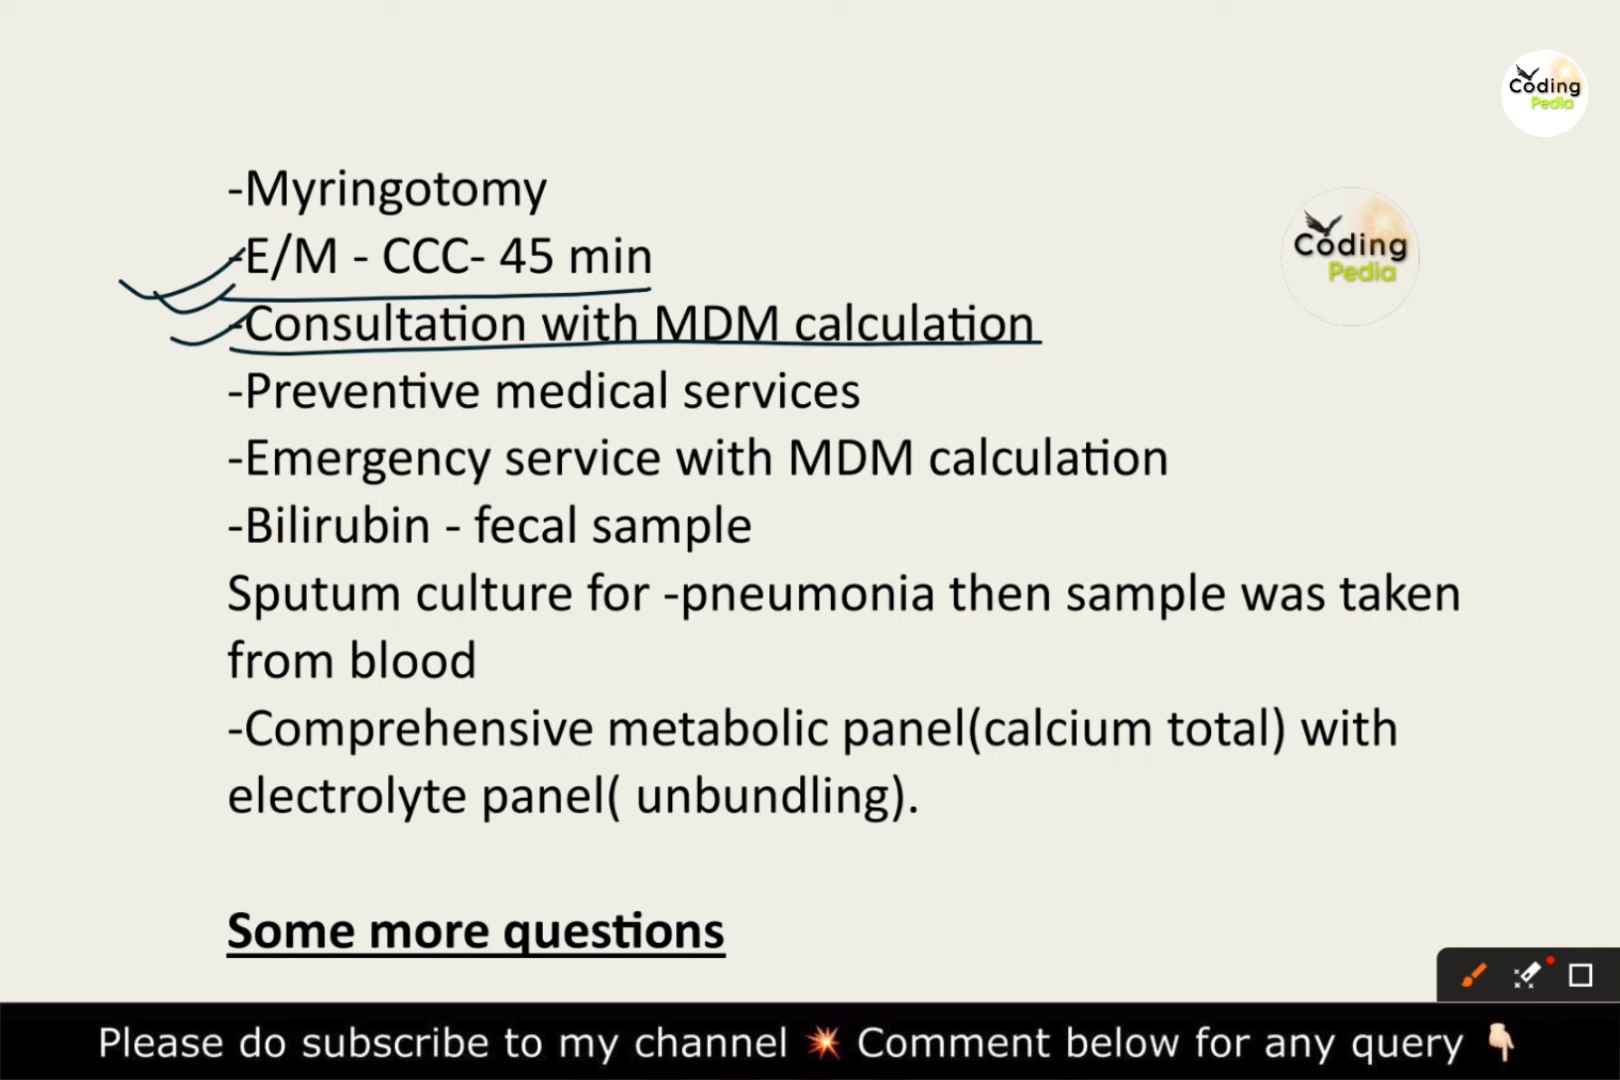 Coding
Pedia
-Myringotomy
-E/M - CCC- 45 min
Coding
Pedia
-Consultation with MDM calculation
-Preventive medical services
-Emergency service with MDM calculation
-Bilirubin - fecal sample
Sputum culture for -pneumonia then sample was taken
from blood
-Comprehensive metabolic panel(calcium total) with
electrolyte panel( unbundling).
Some more questions
Please do subscribe to my channel 💥 Comment below for any query 👇🏻